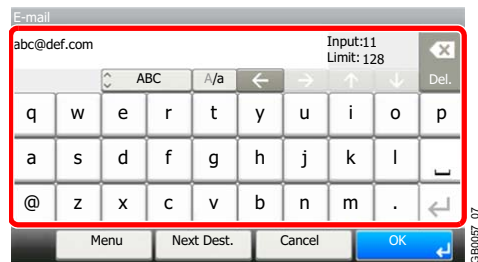 E-mail
abc@def.com Input:11
Limit: 128
ABC A/a ← → ↑ ↓ Del.
q w e r t y u i o p
a s d f g h j k l
@ z x c v b n m .
Menu Next Dest. Cancel OK
GB0057_07